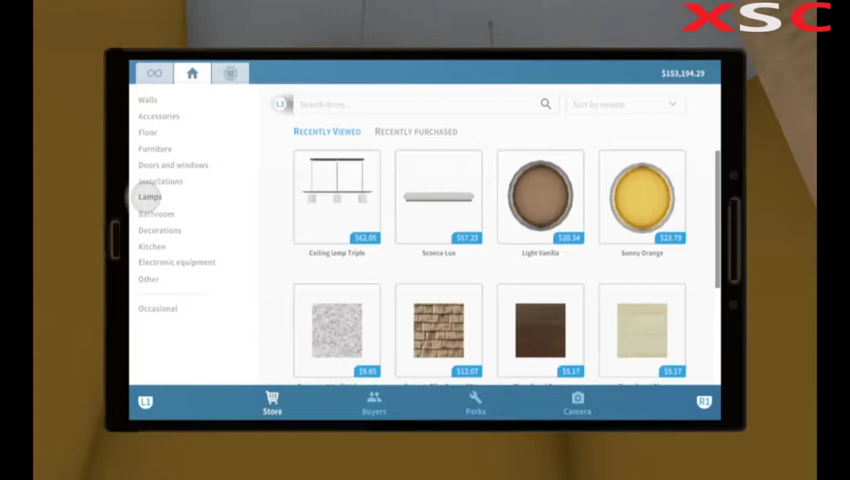 XSC
$153,194.29
Walls
Accessories
Floor
Furniture
Doors and windows
Installations
Lamps
Bathroom
Decorations
Kitchen
Electronic equipment
Other
Occasional
L3 Search items... Sort by newest
RECENTLY VIEWED RECENTLY PURCHASED
$62.05 $57.23 $20.34 $23.79
Ceiling lamp Triple Sconce Lux Light Vanilla Sunny Orange
$9.65 $12.07 $5.17 $5.17
L1 Store Buyers Perks Camera R1